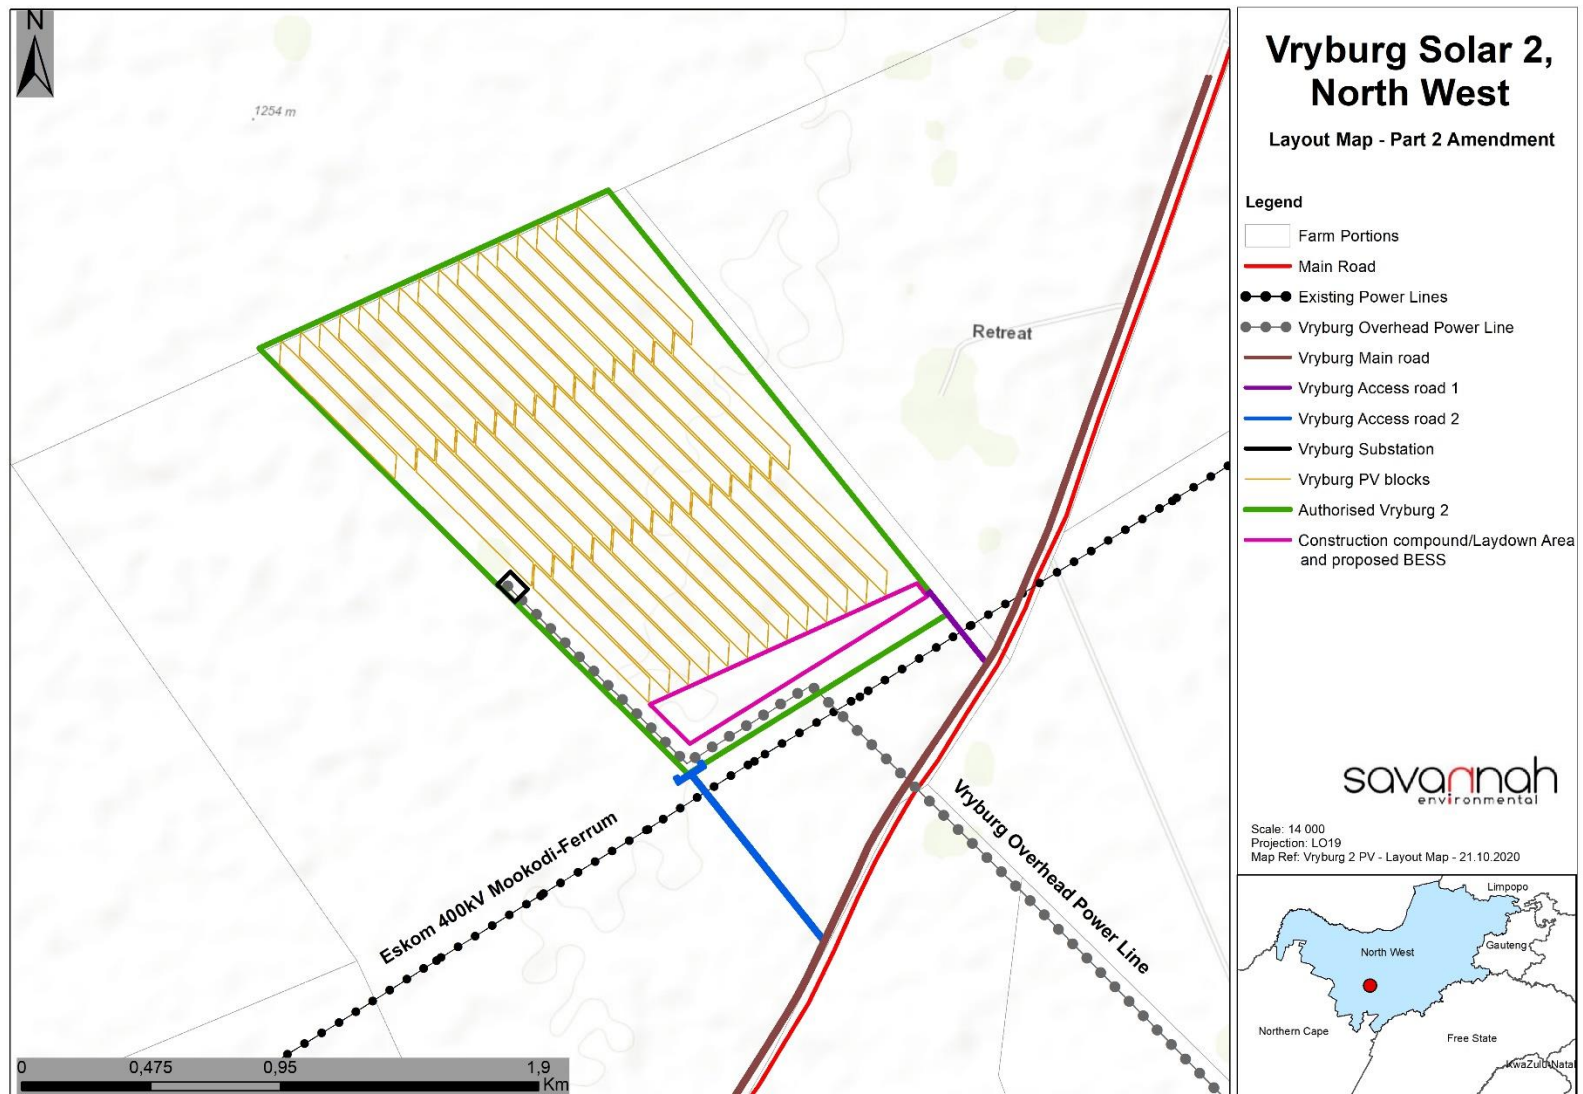 N
1254 m
Retreat
Eskom 400kV Mookodi-Ferrum
Vryburg Overhead Power Line
0 0,475 0,95 1,9
Km
Vryburg Solar 2,
North West
Layout Map - Part 2 Amendment
Legend
Farm Portions
Main Road
Existing Power Lines
Vryburg Overhead Power Line
Vryburg Main road
Vryburg Access road 1
Vryburg Access road 2
Vryburg Substation
Vryburg PV blocks
Authorised Vryburg 2
Construction compound/Laydown Area
and proposed BESS
savannah
environmental
Scale: 14 000
Projection: LO19
Map Ref: Vryburg 2 PV - Layout Map - 21.10.2020
Limpopo
Gauteng
North West
Northern Cape
Free State
KwaZulu-Natal